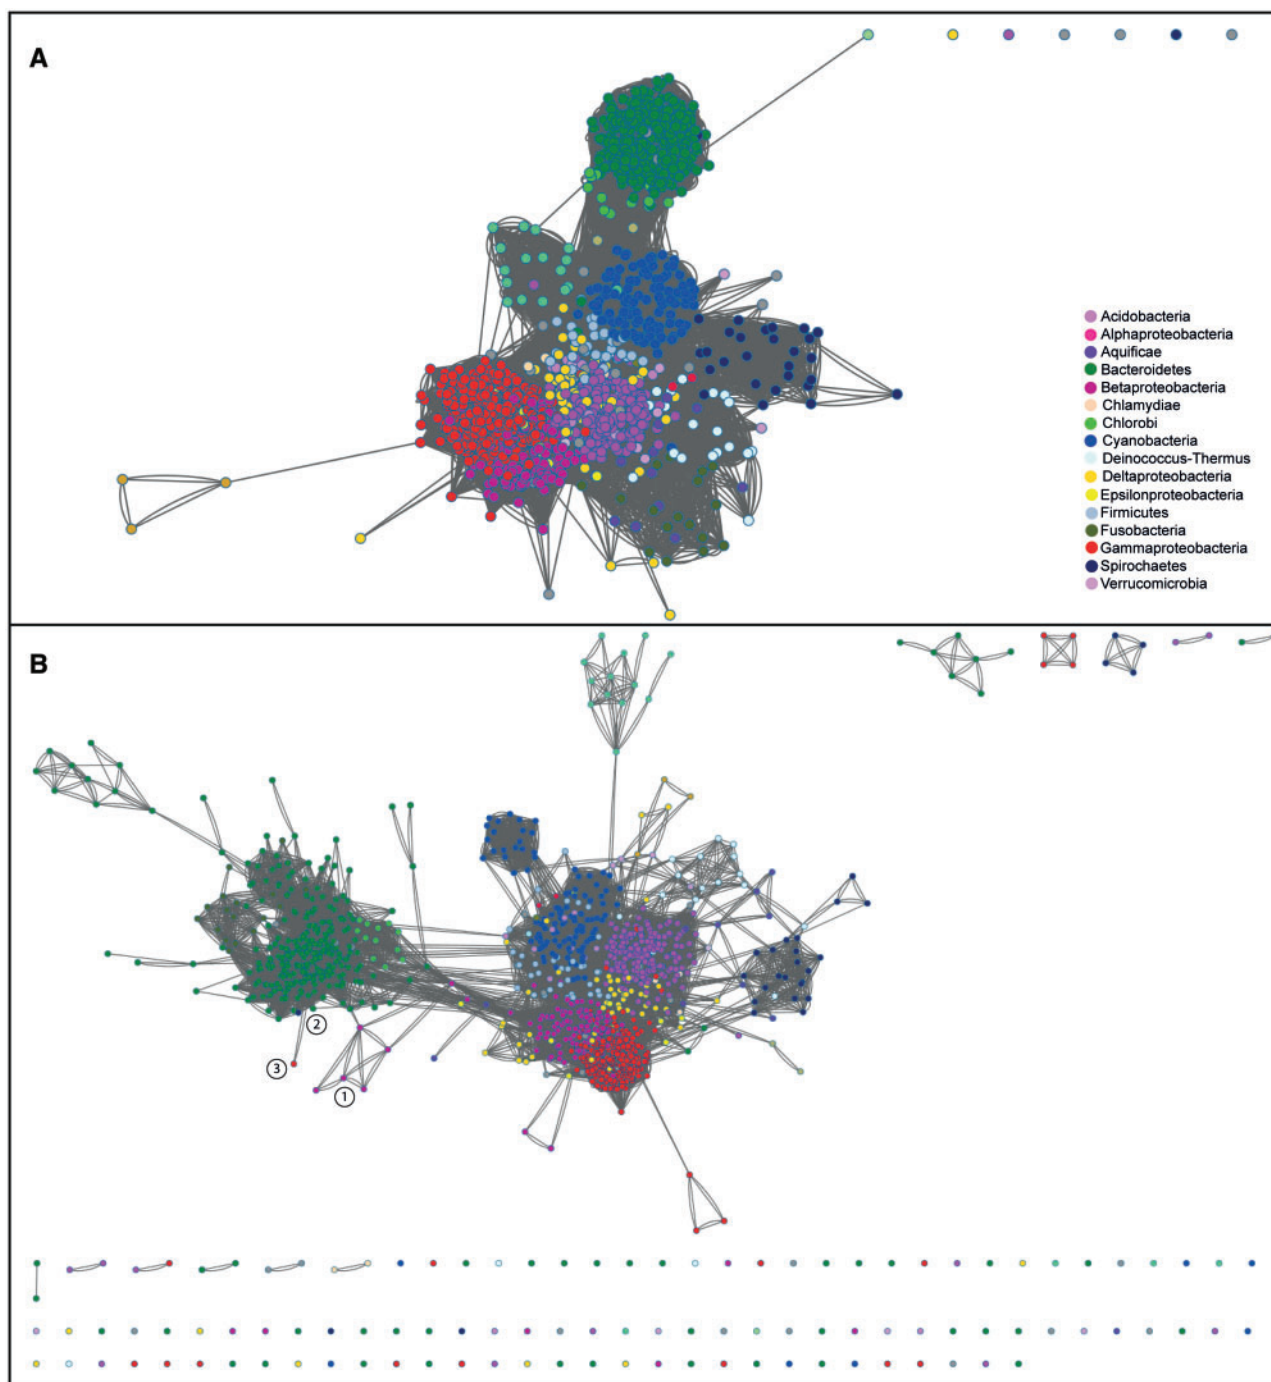 A
Acidobacteria
Alphaproteobacteria
Aquificae
Bacteroidetes
Betaproteobacteria
Chlamydiae
Chlorobi
Cyanobacteria
Deinococcus-Thermus
Deltaproteobacteria
Epsilonproteobacteria
Firmicutes
Fusobacteria
Gammaproteobacteria
Spirochaetes
Verrucomicrobia
B
2
3
1